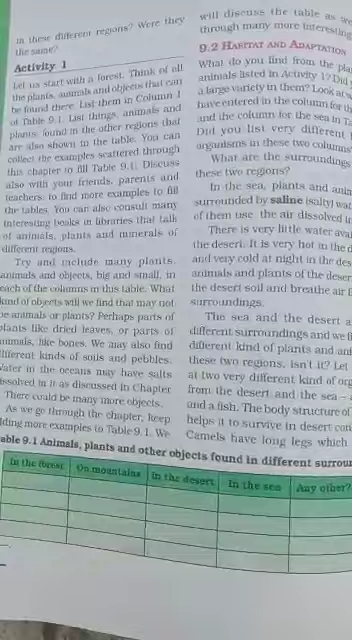 in these different regions? Were they
the same?
Activity 1
Let us start with a forest. Think of all
the plants, animals and objects that can
be found there. List them in Column 1
of Table 9.1. List things, animals and
plants, found in the other regions that
are also shown in the table. You can
collect the examples scattered through
this chapter to fill Table 9.1. Discuss
also with your friends, parents and
teachers, to find more examples to fill
the tables. You can also consult many
interesting books in libraries that talk
of animals, plants and minerals of
different regions.
Try and include many plants,
animals and objects, big and small, in
each of the columns in this table. What
kind of objects will we find that may not
be animals or plants? Perhaps parts of
plants like dried leaves, or parts of
animals, like bones. We may also find
different kinds of soils and pebbles.
Water in the oceans may have salts
dissolved in it as discussed in Chapter
There could be many more objects.
As we go through the chapter, keep
adding more examples to Table 9.1. We
will discuss the table as we
through many more interesting
9.2 HABITAT AND ADAPTATION
What do you find from the plan
animals listed in Activity 1? Did
a large variety in them? Look at
have entered in the column for th
and the column for the sea in Ta
Did you list very different
organisms in these two columns
What are the surroundings
these two regions?
In the sea, plants and anim
surrounded by saline (salty) wat
of them use the air dissolved in
There is very little water avai
the desert. It is very hot in the d
and very cold at night in the des
animals and plants of the desert
the desert soil and breathe air f
surroundings.
The sea and the desert a
different surroundings and we fi
different kind of plants and ani
these two regions, isn't it? Let
at two very different kind of org
from the desert and the sea – a
and a fish. The body structure of
helps it to survive in desert con
Camels have long legs which
able 9.1 Animals, plants and other objects found in different surrou
In the forest On mountains In the desert In the sea Any other?